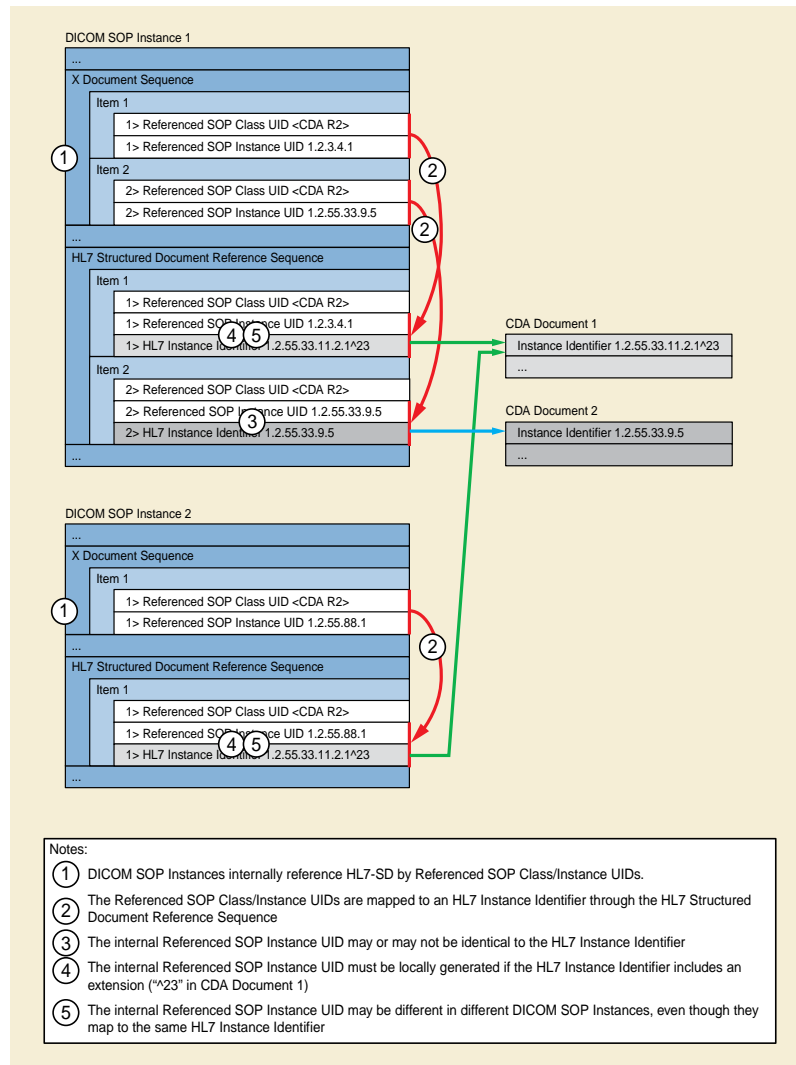 DICOM SOP Instance 1
...
X Document Sequence
Item 1
1> Referenced SOP Class UID <CDA R2>
1> Referenced SOP Instance UID 1.2.3.4.1
1
Item 2
2
2> Referenced SOP Class UID <CDA R2>
2> Referenced SOP Instance UID 1.2.55.33.9.5
2
...
HL7 Structured Document Reference Sequence
Item 1
1> Referenced SOP Class UID <CDA R2>
1> Referenced SOP Instance UID 1.2.3.4.1
4 5
1> HL7 Instance Identifier 1.2.55.33.11.2.1^23
Item 2
2> Referenced SOP Class UID <CDA R2>
2> Referenced SOP Instance UID 1.2.55.33.9.5
3
2> HL7 Instance Identifier 1.2.55.33.9.5
...
CDA Document 1
Instance Identifier 1.2.55.33.11.2.1^23
...
CDA Document 2
Instance Identifier 1.2.55.33.9.5
...
DICOM SOP Instance 2
...
X Document Sequence
Item 1
1> Referenced SOP Class UID <CDA R2>
1
1> Referenced SOP Instance UID 1.2.55.88.1
...
2
HL7 Structured Document Reference Sequence
Item 1
1> Referenced SOP Class UID <CDA R2>
1> Referenced SOP Instance UID 1.2.55.88.1
4 5
1> HL7 Instance Identifier 1.2.55.33.11.2.1^23
...
Notes:
1 DICOM SOP Instances internally reference HL7-SD by Referenced SOP Class/Instance UIDs.
2 The Referenced SOP Class/Instance UIDs are mapped to an HL7 Instance Identifier through the HL7 Structured
Document Reference Sequence
3 The internal Referenced SOP Instance UID may or may not be identical to the HL7 Instance Identifier
4 The internal Referenced SOP Instance UID must be locally generated if the HL7 Instance Identifier includes an
extension (“^23” in CDA Document 1)
5 The internal Referenced SOP Instance UID may be different in different DICOM SOP Instances, even though they
map to the same HL7 Instance Identifier